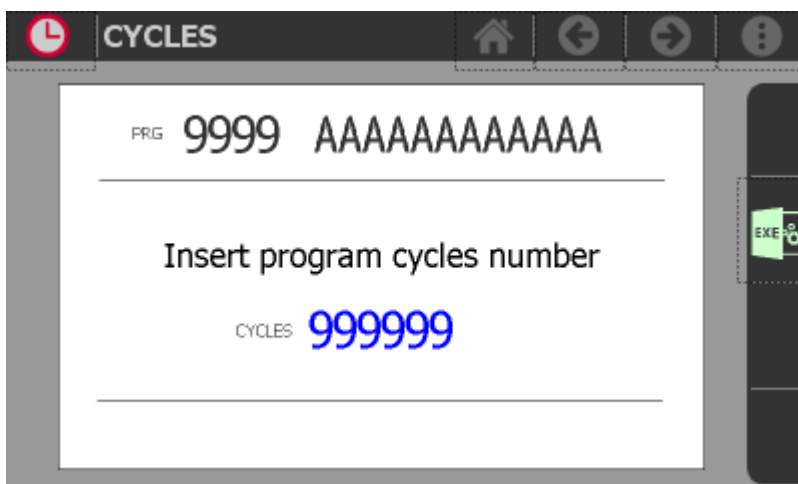 CYCLES
PRG 9999 AAAAAAAAAAAA
EXE
Insert program cycles number
CYCLES 999999